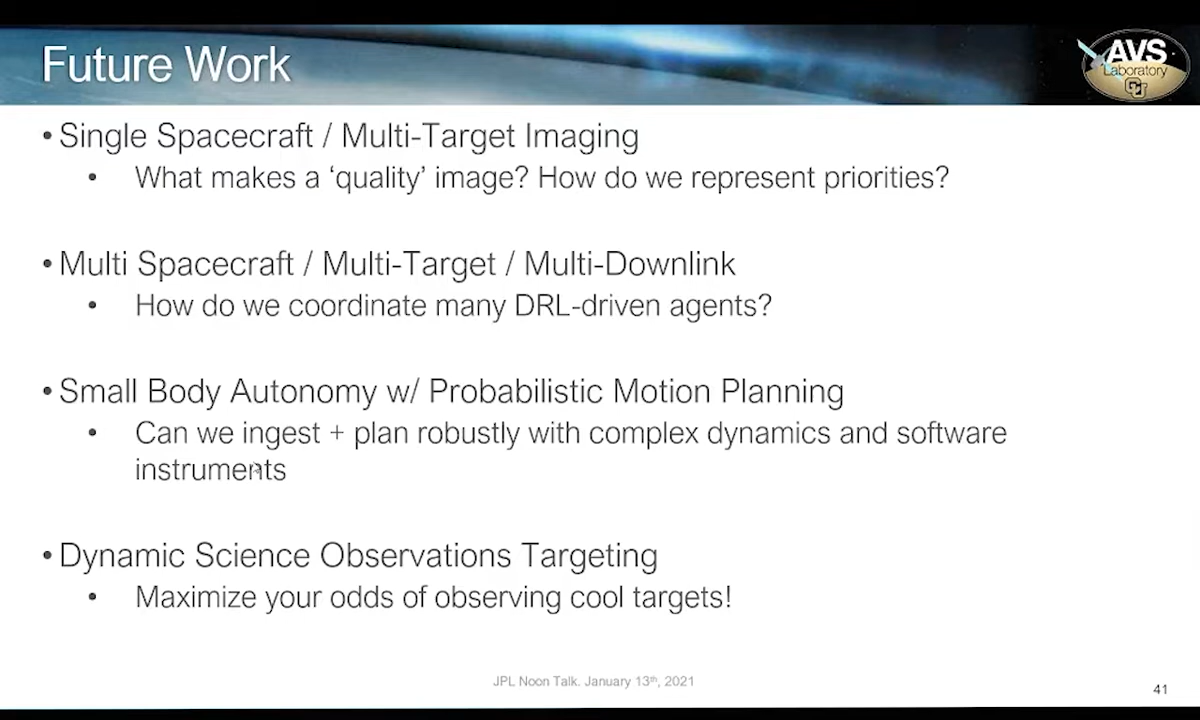 Future Work
AVS
Laboratory
CU
• Single Spacecraft / Multi-Target Imaging
• What makes a ‘quality’ image? How do we represent priorities?
• Multi Spacecraft / Multi-Target / Multi-Downlink
• How do we coordinate many DRL-driven agents?
• Small Body Autonomy w/ Probabilistic Motion Planning
• Can we ingest + plan robustly with complex dynamics and software
instruments
• Dynamic Science Observations Targeting
• Maximize your odds of observing cool targets!
JPL Noon Talk. January 13th, 2021
41